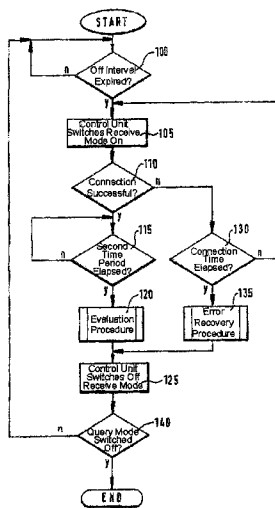 START
100
Off Interval
Expired?
n
y
Control Unit
Switches Receive
Mode On
105
110
Connection
Successful?
n
y
115
Second
Time
Period
Elapsed?
n
y
130
Connection
Time
Elapsed?
n
y
120
Evaluation
Procedure
135
Error
Recovery
Procedure
Control Unit
Switches Off
Receive Mode
125
n
140
Query Mode
Switched
Off?
y
END